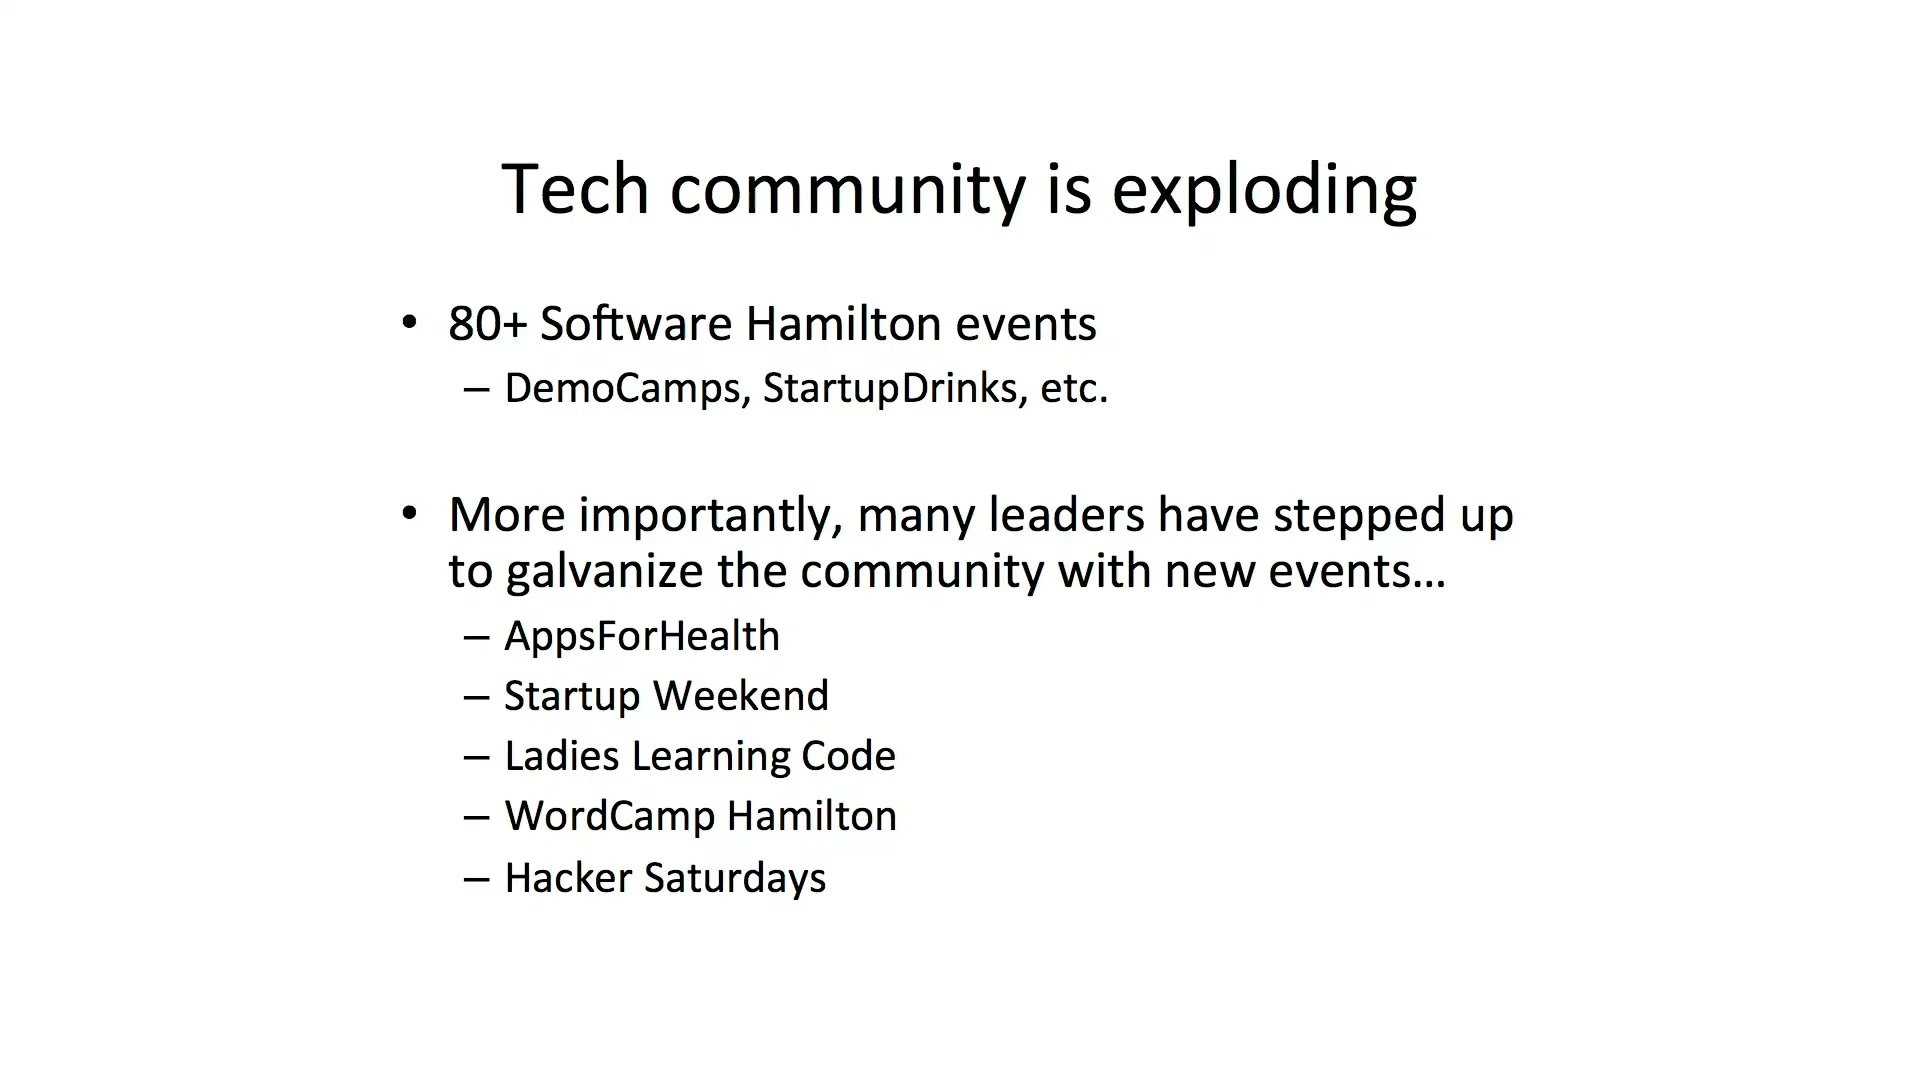 Tech community is exploding
• 80+ Software Hamilton events
– DemoCamps, StartupDrinks, etc.
• More importantly, many leaders have stepped up
to galvanize the community with new events…
– AppsForHealth
– Startup Weekend
– Ladies Learning Code
– WordCamp Hamilton
– Hacker Saturdays